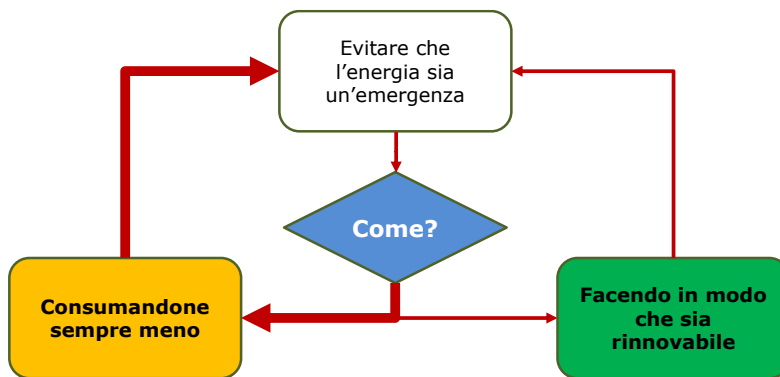 Evitare che
l'energia sia
un'emergenza
Come?
Consumandone
sempre meno
Facendo in modo
che sia
rinnovabile